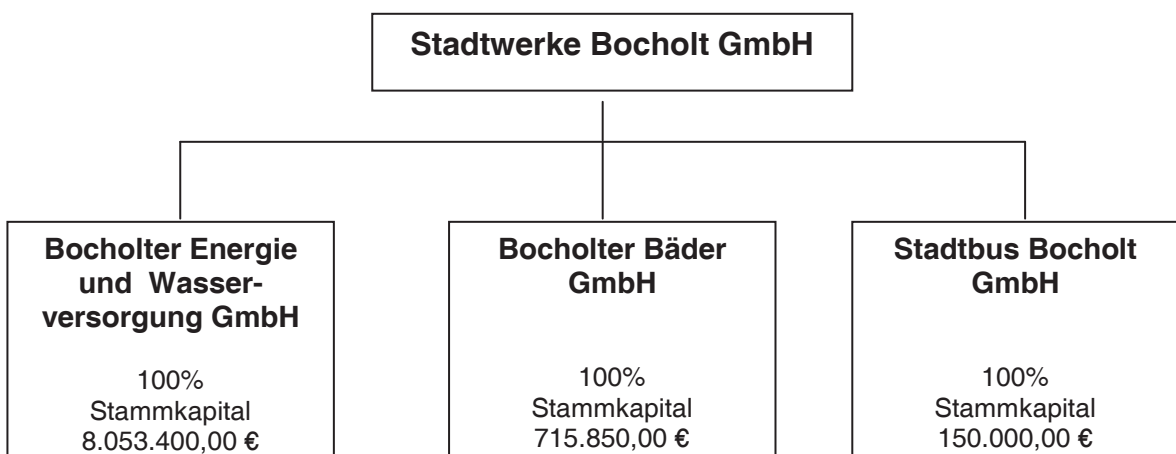 Stadtwerke Bocholt GmbH
Bocholter Energie
und Wasser-
versorgung GmbH
100%
Stammkapital
8.053.400,00 €
Bocholter Bäder
GmbH
100%
Stammkapital
715.850,00 €
Stadtbus Bocholt
GmbH
100%
Stammkapital
150.000,00 €